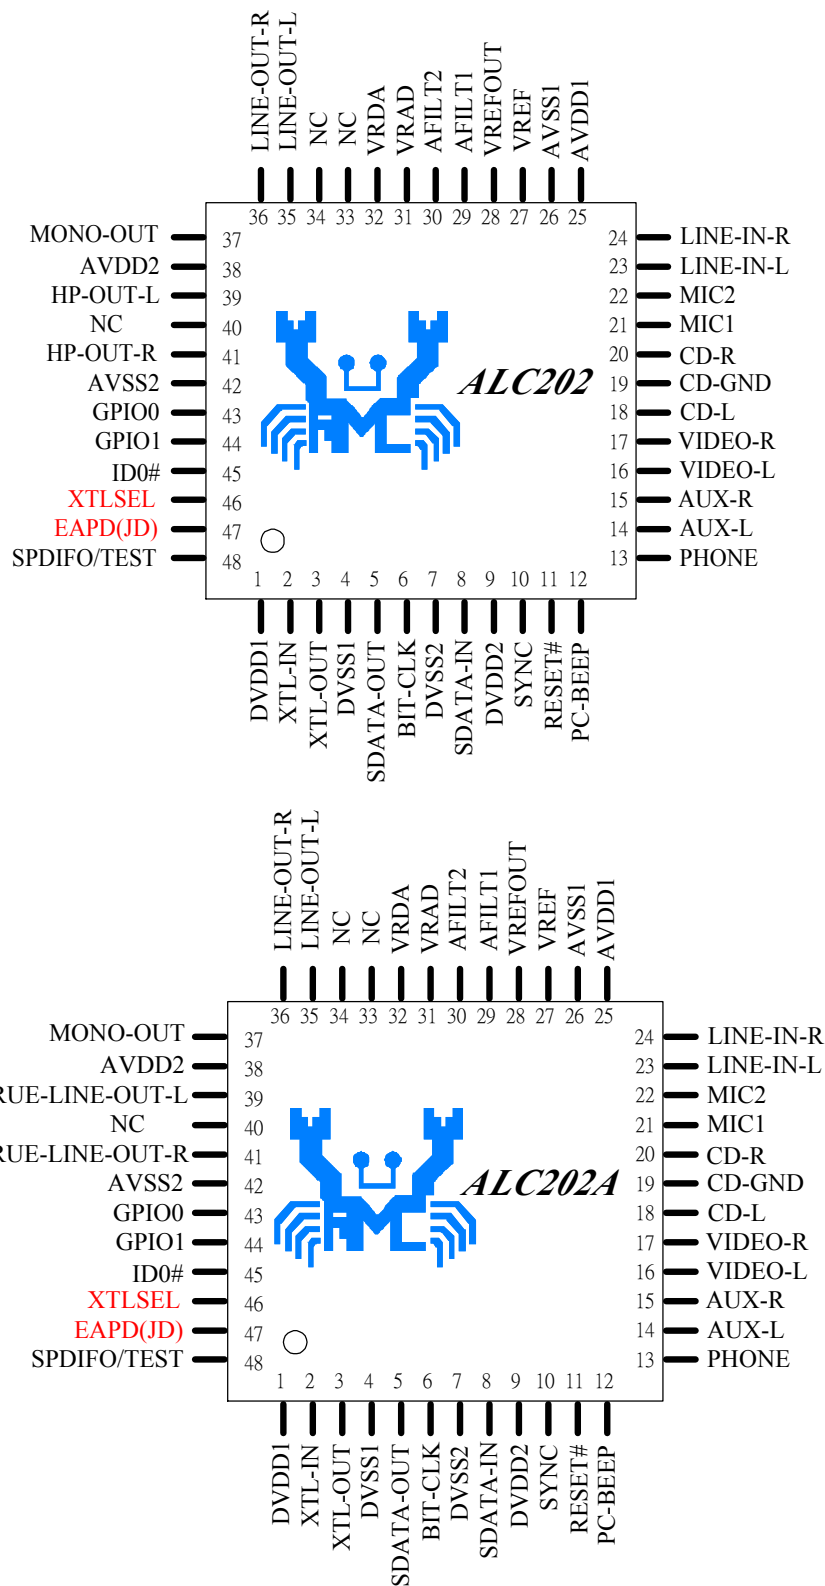 LINE-OUT-R
LINE-OUT-L
NC
NC
VRDA
VRAD
AFILT2
AFILT1
VREFOUT
VREF
AVSS1
AVDD1
36 35 34 33 32 31 30 29 28 27 26 25
MONO-OUT 37
AVDD2 38
HP-OUT-L 39
NC 40
HP-OUT-R 41
AVSS2 42
GPIO0 43
GPIO1 44
ID0# 45
XTLSEL 46
EAPD(JD) 47
SPDIFO/TEST 48
ALC202
24 LINE-IN-R
23 LINE-IN-L
22 MIC2
21 MIC1
20 CD-R
19 CD-GND
18 CD-L
17 VIDEO-R
16 VIDEO-L
15 AUX-R
14 AUX-L
13 PHONE
1 2 3 4 5 6 7 8 9 10 11 12
DVDD1
XTL-IN
XTL-OUT
DVSS1
SDATA-OUT
BIT-CLK
DVSS2
SDATA-IN
DVDD2
SYNC
RESET#
PC-BEEP
LINE-OUT-R
LINE-OUT-L
NC
NC
VRDA
VRAD
AFILT2
AFILT1
VREFOUT
VREF
AVSS1
AVDD1
36 35 34 33 32 31 30 29 28 27 26 25
MONO-OUT 37
AVDD2 38
RUE-LINE-OUT-L 39
NC 40
RUE-LINE-OUT-R 41
AVSS2 42
GPIO0 43
GPIO1 44
ID0# 45
XTLSEL 46
EAPD(JD) 47
SPDIFO/TEST 48
ALC202A
24 LINE-IN-R
23 LINE-IN-L
22 MIC2
21 MIC1
20 CD-R
19 CD-GND
18 CD-L
17 VIDEO-R
16 VIDEO-L
15 AUX-R
14 AUX-L
13 PHONE
1 2 3 4 5 6 7 8 9 10 11 12
DVDD1
XTL-IN
XTL-OUT
DVSS1
SDATA-OUT
BIT-CLK
DVSS2
SDATA-IN
DVDD2
SYNC
RESET#
PC-BEEP